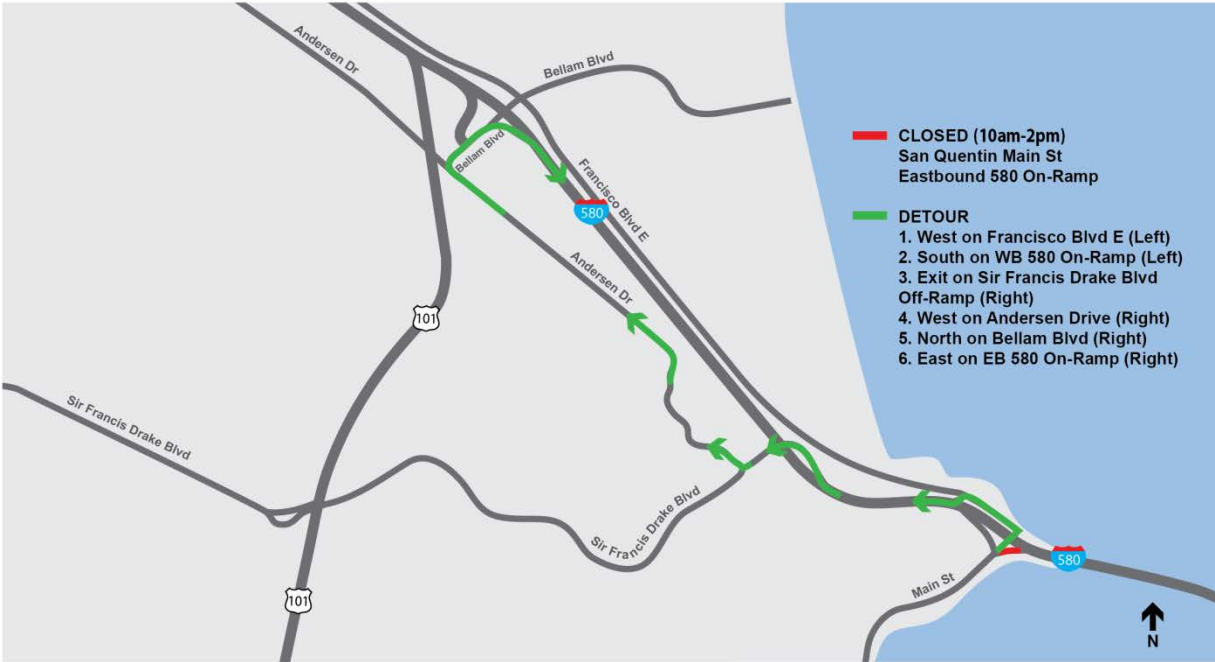 Andersen Dr
Bellam Blvd
Bellam Blvd
Francisco Blvd E
580
Andersen Dr
101
Sir Francis Drake Blvd
Sir Francis Drake Blvd
Main St
580
101
N
CLOSED (10am-2pm)
San Quentin Main St
Eastbound 580 On-Ramp
DETOUR
1. West on Francisco Blvd E (Left)
2. South on WB 580 On-Ramp (Left)
3. Exit on Sir Francis Drake Blvd
Off-Ramp (Right)
4. West on Andersen Drive (Right)
5. North on Bellam Blvd (Right)
6. East on EB 580 On-Ramp (Right)